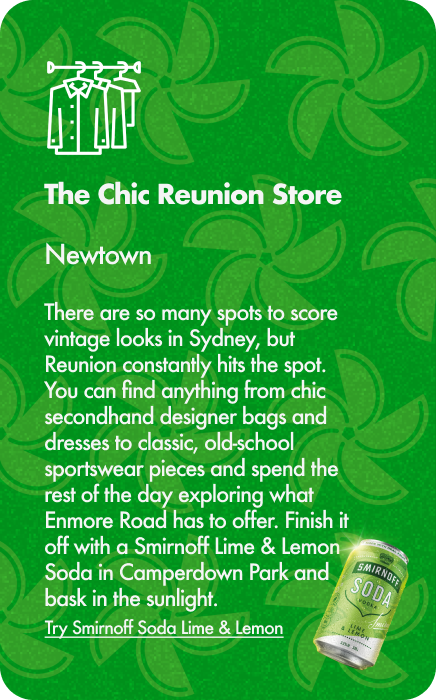 The Chic Reunion Store
Newtown
There are so many spots to score
vintage looks in Sydney, but
Reunion constantly hits the spot.
You can find anything from chic
secondhand designer bags and
dresses to classic, old-school
sportswear pieces and spend the
rest of the day exploring what
Enmore Road has to offer. Finish it
off with a Smirnoff Lime & Lemon
Soda in Camperdown Park and
bask in the sunlight.
Try Smirnoff Soda Lime & Lemon
SMIRNOFF
SODA
VODKA
LIME
& LEMON